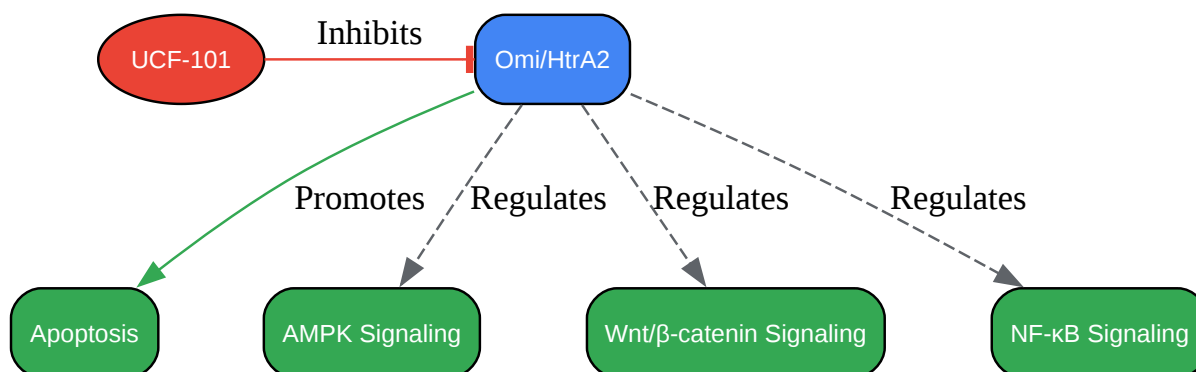 Inhibits
UCF-101
Omi/HtrA2
Promotes
Regulates
Regulates
Regulates
Apoptosis
AMPK Signaling
Wnt/β-catenin Signaling
NF-κB Signaling